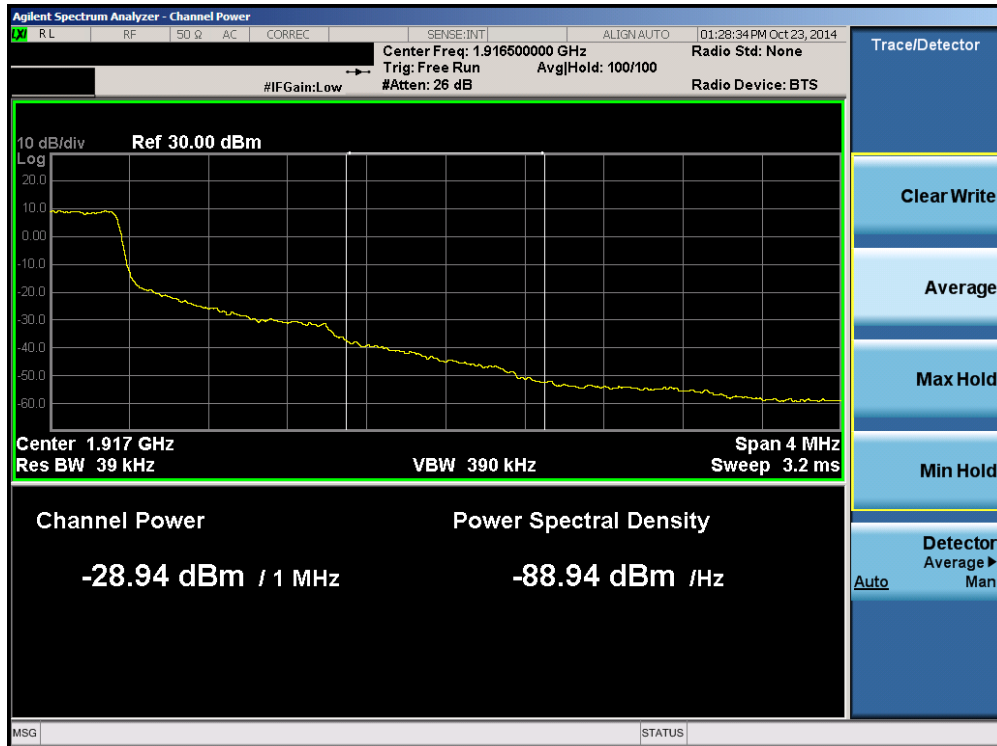 Agilent Spectrum Analyzer - Channel Power
LXI RL RF 50 Ω AC CORREC SENSE:INT ALIGN AUTO 01:28:34 PM Oct 23, 2014
Center Freq: 1.916500000 GHz Radio Std: None
Trig: Free Run Avg|Hold: 100/100
#IFGain:Low #Atten: 26 dB Radio Device: BTS
10 dB/div Ref 30.00 dBm
Log
20.0
10.0
0.00
-10.0
-20.0
-30.0
-40.0
-50.0
-60.0
Center 1.917 GHz Span 4 MHz
Res BW 39 kHz VBW 390 kHz Sweep 3.2 ms
Channel Power Power Spectral Density
-28.94 dBm / 1 MHz -88.94 dBm /Hz
Trace/Detector
Clear Write
Average
Max Hold
Min Hold
Detector
Average
Auto Man
MSG STATUS